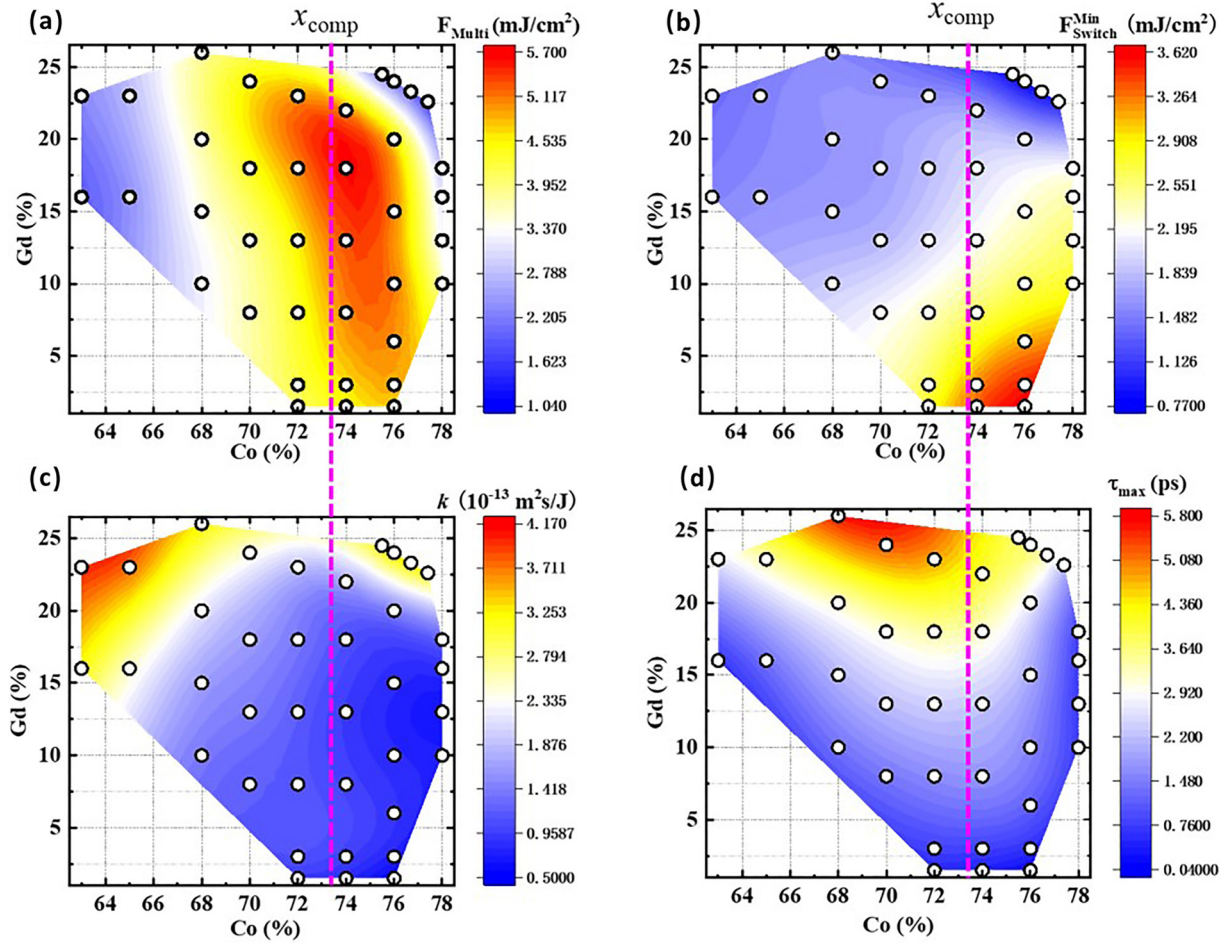 (a)
x_comp
F_Multi (mJ/cm²)
25
20
15
10
5
Gd (%)
64 66 68 70 72 74 76 78
Co (%)
5.700
5.117
4.535
3.952
3.370
2.788
2.205
1.623
1.040
(b)
x_comp
F^Min_Switch (mJ/cm²)
25
20
15
10
5
Gd (%)
64 66 68 70 72 74 76 78
Co (%)
3.620
3.264
2.908
2.551
2.195
1.839
1.482
1.126
0.7700
(c)
k (10⁻¹³ m²s/J)
25
20
15
10
5
Gd (%)
64 66 68 70 72 74 76 78
Co (%)
4.170
3.711
3.253
2.794
2.335
1.876
1.418
0.9587
0.5000
(d)
τ_max (ps)
25
20
15
10
5
Gd (%)
64 66 68 70 72 74 76 78
Co (%)
5.800
5.080
4.360
3.640
2.920
2.200
1.480
0.7600
0.04000